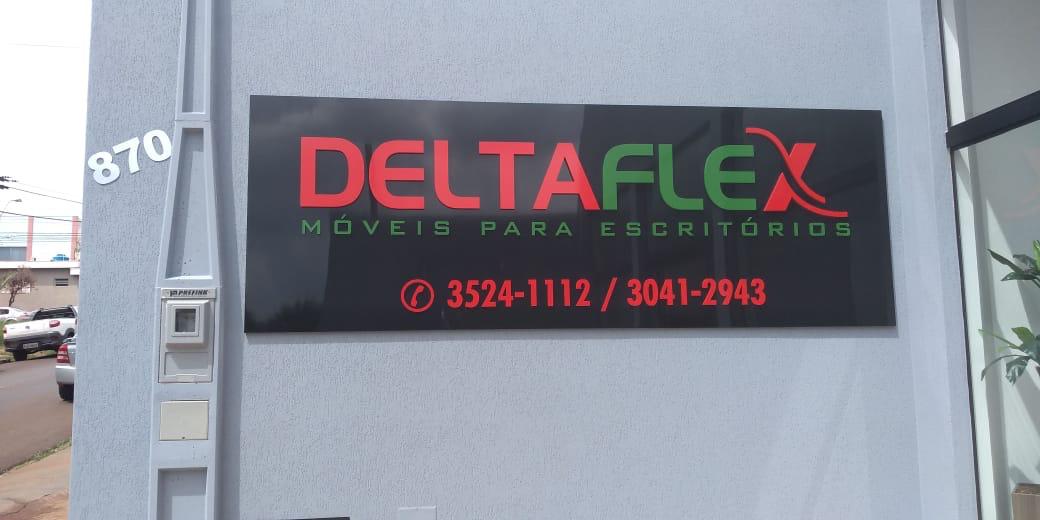 870
DELTAFLEX
MÓVEIS PARA ESCRITÓRIOS
3524-1112 / 3041-2943